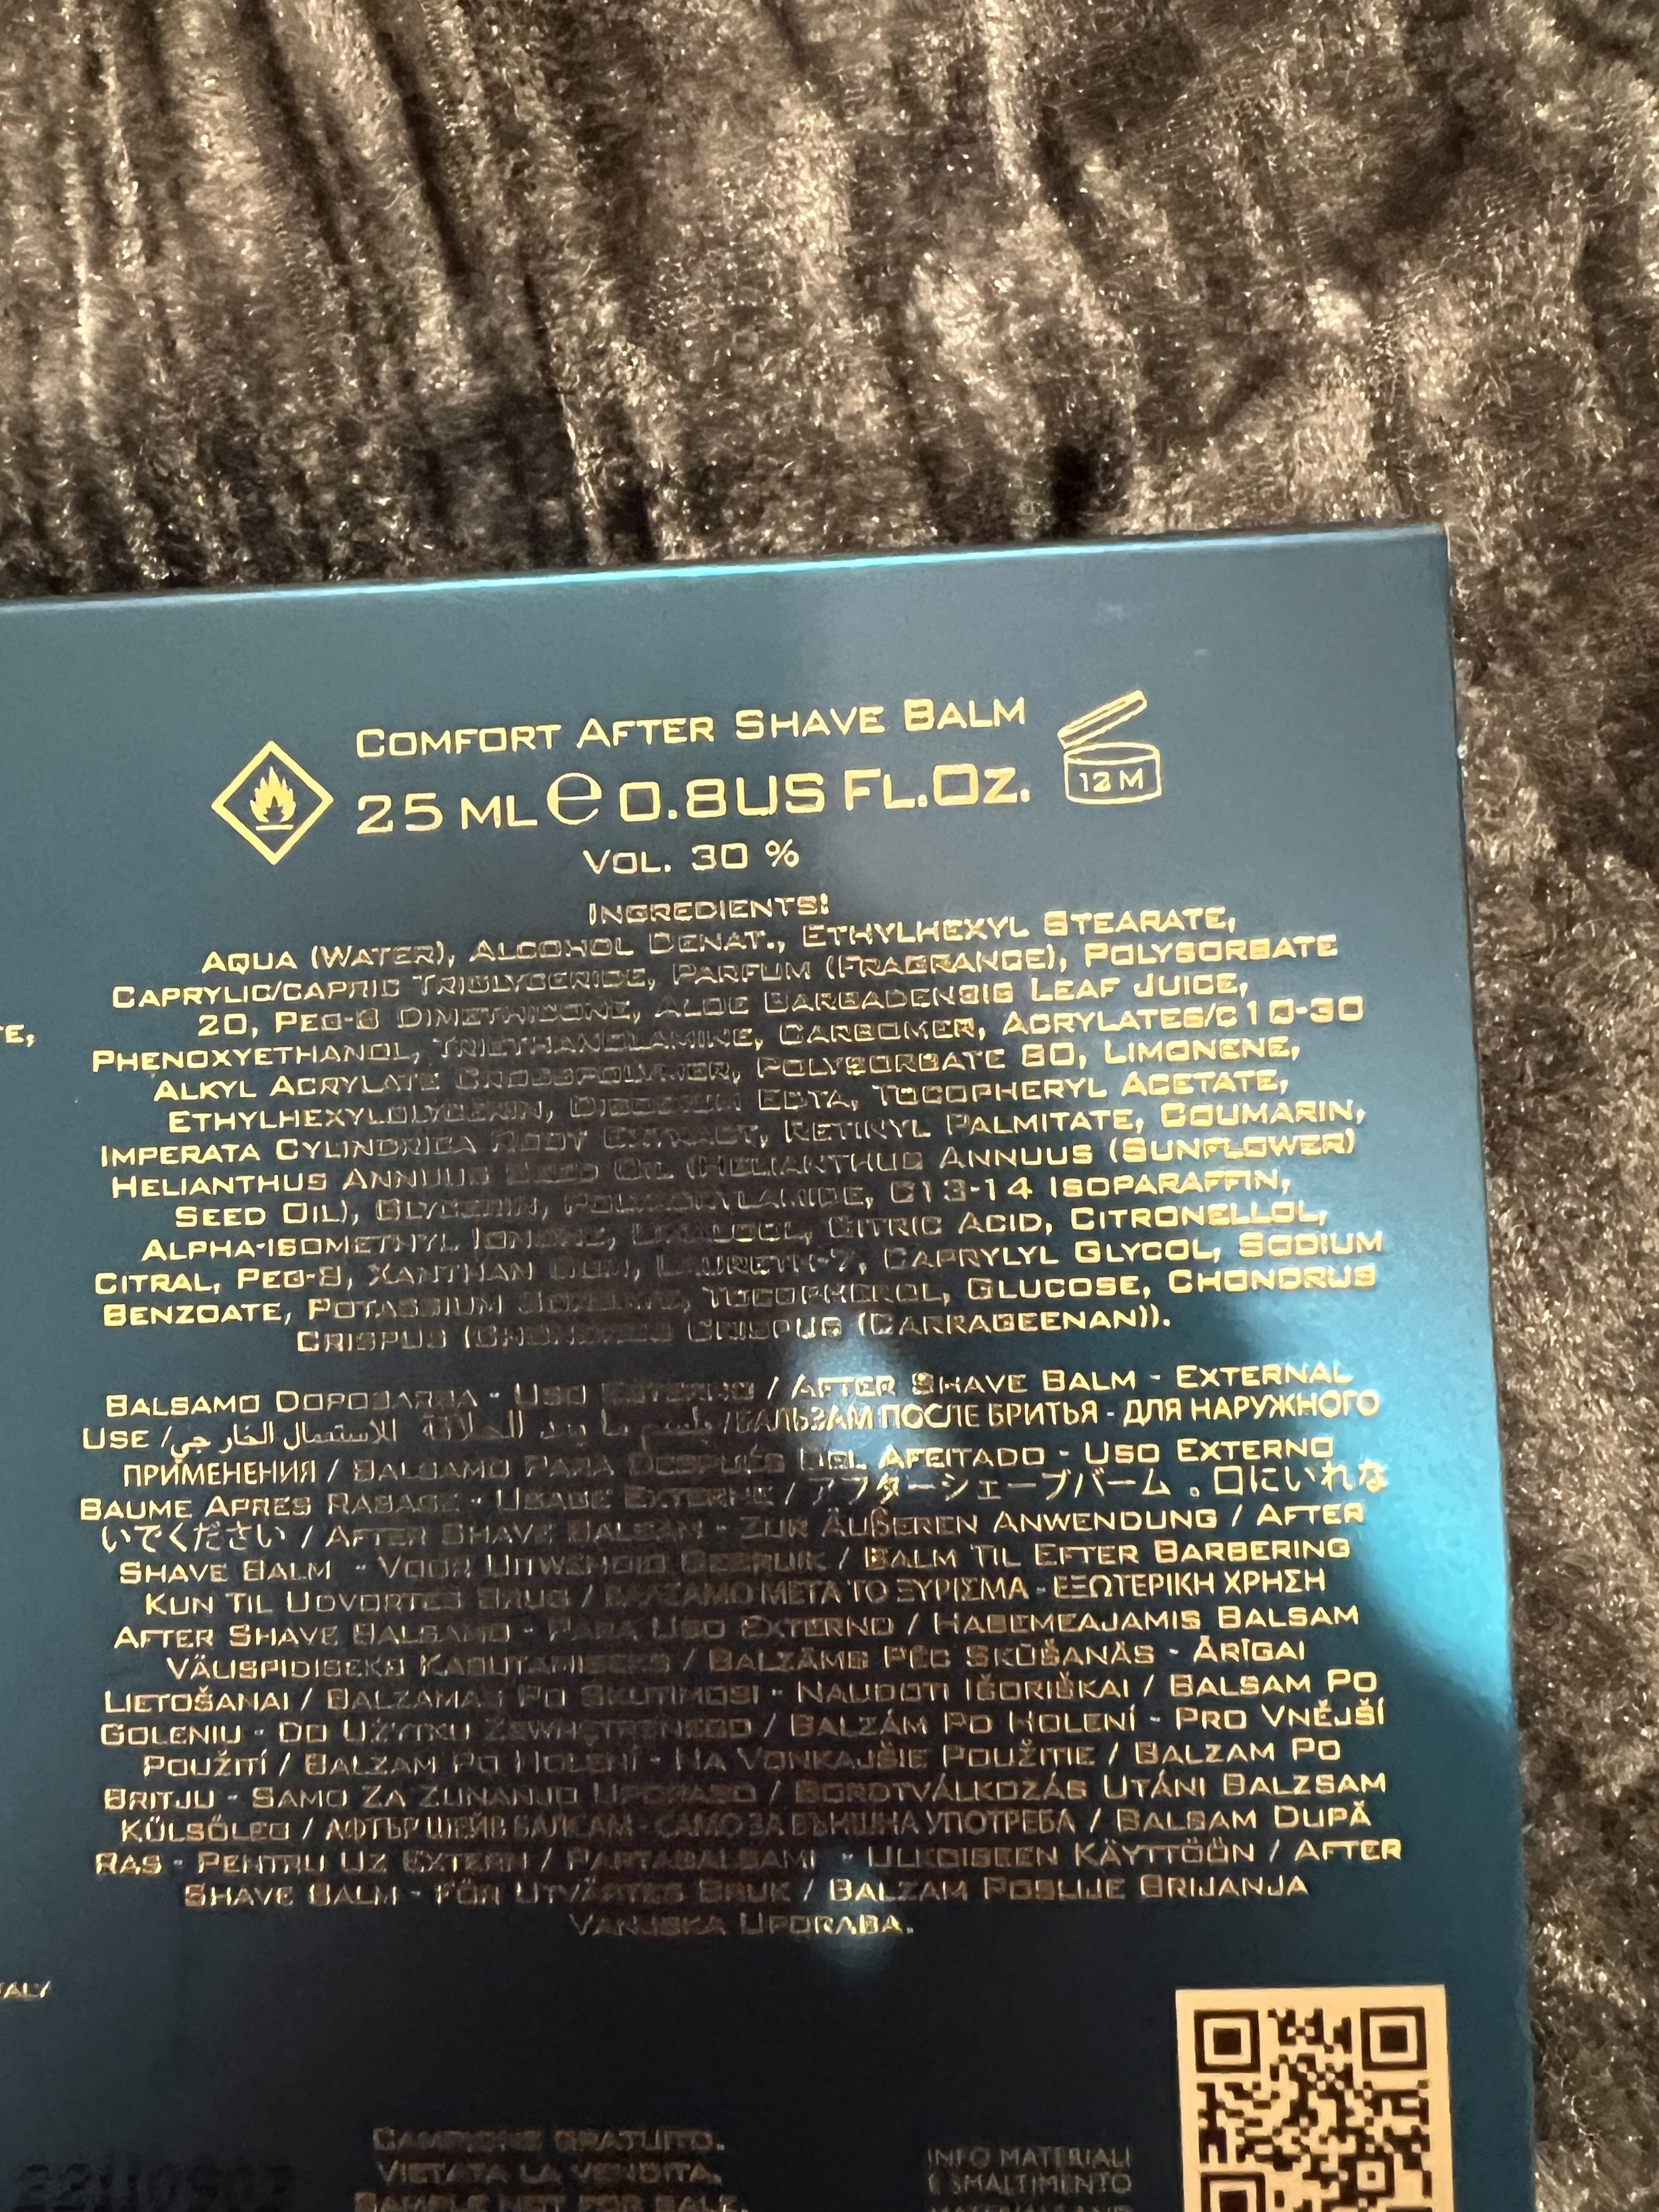 COMFORT AFTER SHAVE BALM
25 ML e 0.8US FL.OZ.
12 M
VOL. 30 %
INGREDIENTS:
AQUA (WATER), ALCOHOL DENAT., ETHYLHEXYL STEARATE,
CAPRYLIC/CAPRIC TRIGLYCERIDE, PARFUM (FRAGRANCE), POLYSORBATE
20, PEG-8 DIMETHICONE, ALOE BARBADENSIS LEAF JUICE,
PHENOXYETHANOL, TRIETHANOLAMINE, CARBOMER, ACRYLATES/C10-30
ALKYL ACRYLATE CROSSPOLYMER, POLYSORBATE 80, LIMONENE,
ETHYLHEXYLGLYCERIN, DISODIUM EDTA, TOCOPHERYL ACETATE,
IMPERATA CYLINDRICA ROOT EXTRACT, RETINYL PALMITATE, COUMARIN,
HELIANTHUS ANNUUS SEED OIL (HELIANTHUS ANNUUS (SUNFLOWER)
SEED OIL), GLYCERIN, POLYACRYLAMIDE, C13-14 ISOPARAFFIN,
ALPHA-ISOMETHYL IONONE, LINALOOL, CITRIC ACID, CITRONELLOL,
CITRAL, PEG-8, XANTHAN GUM, LAURETH-7, CAPRYLYL GLYCOL, SODIUM
BENZOATE, POTASSIUM SORBATE, TOCOPHEROL, GLUCOSE, CHONDRUS
CRISPUS (CHONDRUS CRISPUS (CARRAGEENAN)).
BALSAMO DOPOBARBA - USO ESTERNO / AFTER SHAVE BALM - EXTERNAL
USE / بلسم ما بعد الحلاقة الاستعمال الخارجي / БАЛЬЗАМ ПОСЛЕ БРИТЬЯ - ДЛЯ НАРУЖНОГО
ПРИМЕНЕНИЯ / BALSAMO PARA DESPUÉS DEL AFEITADO - USO EXTERNO
BAUME APRES RASAGE - USAGE EXTERNE / アフターシェーブバーム 。口にいれな
いでください / AFTER SHAVE BALSAM - ZUR ÄUßEREN ANWENDUNG / AFTER
SHAVE BALM - VOOR UITWENDIG GEBRUIK / BALM TIL EFTER BARBERING
KUN TIL UDVORTES BRUG / ΒΑΛΣΑΜΟ ΜΕΤΑ ΤΟ ΞΥΡΙΣΜΑ - ΕΞΩΤΕΡΙΚΗ ΧΡΗΣΗ
AFTER SHAVE BALSAMO - PARA USO EXTERNO / HABEMEAJAMIS BALSAM
VÄLISPIDISEKS KASUTAMISEKS / BALZĀMS PĒC SKŪŠANĀS - ĀRĪGAI
LIETOŠANAI / BALZAMAS PO SKUTIMOSI - NAUDOTI IŠORIŠKAI / BALSAM PO
GOLENIU - DO UŻYTKU ZEWNĘTRZNEGO / BALZÁM PO HOLENÍ - PRO VNĚJŠÍ
POUŽITÍ / BALZAM PO HOLENÍ - NA VONKAJŠIE POUŽITIE / BALZAM PO
BRITJU - SAMO ZA ZUNANJO UPORABO / BOROTVÁLKOZÁS UTÁNI BALZSAM
KÜLSŐLEG / АФТЪР ШЕЙВ БАЛСАМ - САМО ЗА ВЪНШНА УПОТРЕБА / BALSAM DUPĂ
RAS - PENTRU UZ EXTERN / PARTABALSAMI - ULKOISEEN KÄYTTÖÖN / AFTER
SHAVE BALM - FÖR UTVÄRTES BRUK / BALZAM POSLIJE BRIJANJA
VANJSKA UPORABA.
CAMPIONE GRATUITO.
VIETATA LA VENDITA.
SAMPLE NOT FOR SALE.
INFO MATERIALI
E SMALTIMENTO